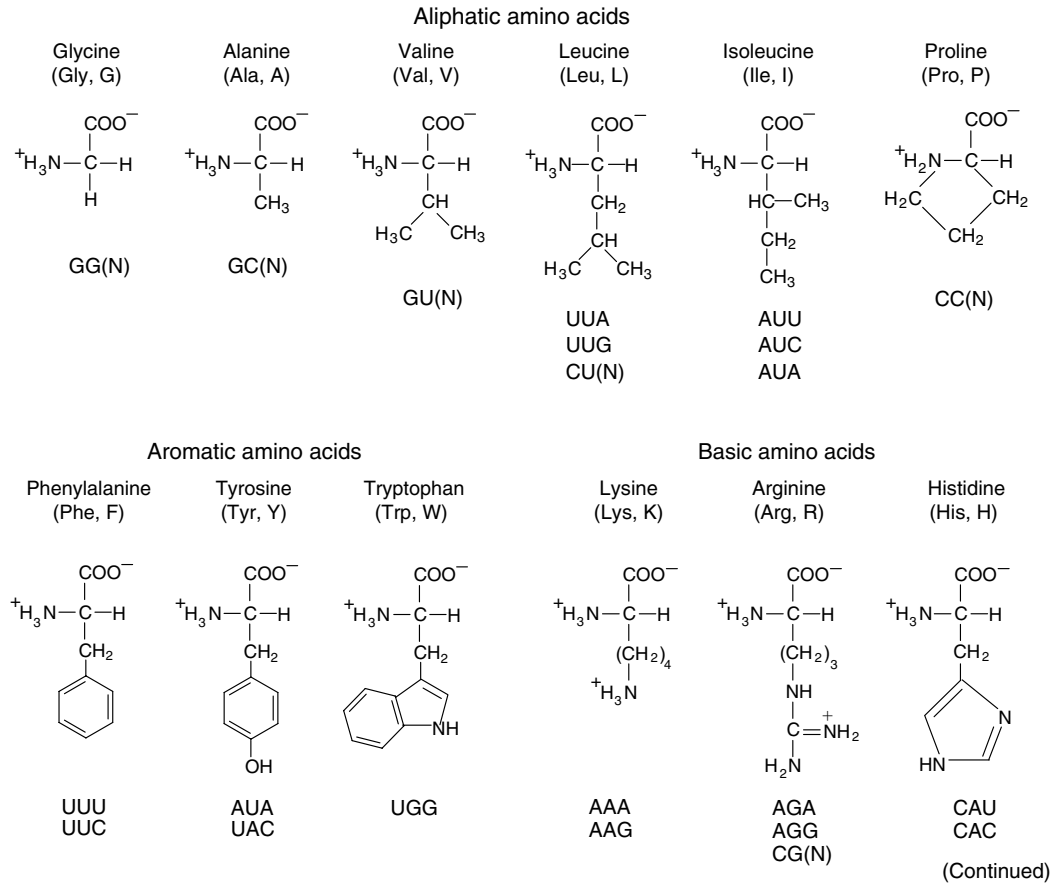 Aliphatic amino acids
Glycine
(Gly, G)
Alanine
(Ala, A)
Valine
(Val, V)
Leucine
(Leu, L)
Isoleucine
(Ile, I)
Proline
(Pro, P)
COO−
+H3N C H
H
GG(N)
COO−
+H3N C H
CH3
GC(N)
COO−
+H3N C H
CH
H3C CH3
GU(N)
COO−
+H3N C H
CH2
CH
H3C CH3
UUA
UUG
CU(N)
COO−
+H3N C H
HC CH3
CH2
CH3
AUU
AUC
AUA
COO−
+H2N C H
H2C CH2
CH2
CC(N)
Aromatic amino acids
Phenylalanine
(Phe, F)
Tyrosine
(Tyr, Y)
Tryptophan
(Trp, W)
COO−
+H3N C H
CH2
UUU
UUC
COO−
+H3N C H
CH2
OH
AUA
UAC
COO−
+H3N C H
CH2
NH
UGG
Basic amino acids
Lysine
(Lys, K)
Arginine
(Arg, R)
Histidine
(His, H)
COO−
+H3N C H
(CH2)4
+H3N
AAA
AAG
COO−
+H3N C H
(CH2)3
NH
C=NH2
+
H2N
AGA
AGG
CG(N)
COO−
+H3N C H
CH2
N
HN
CAU
CAC
(Continued)